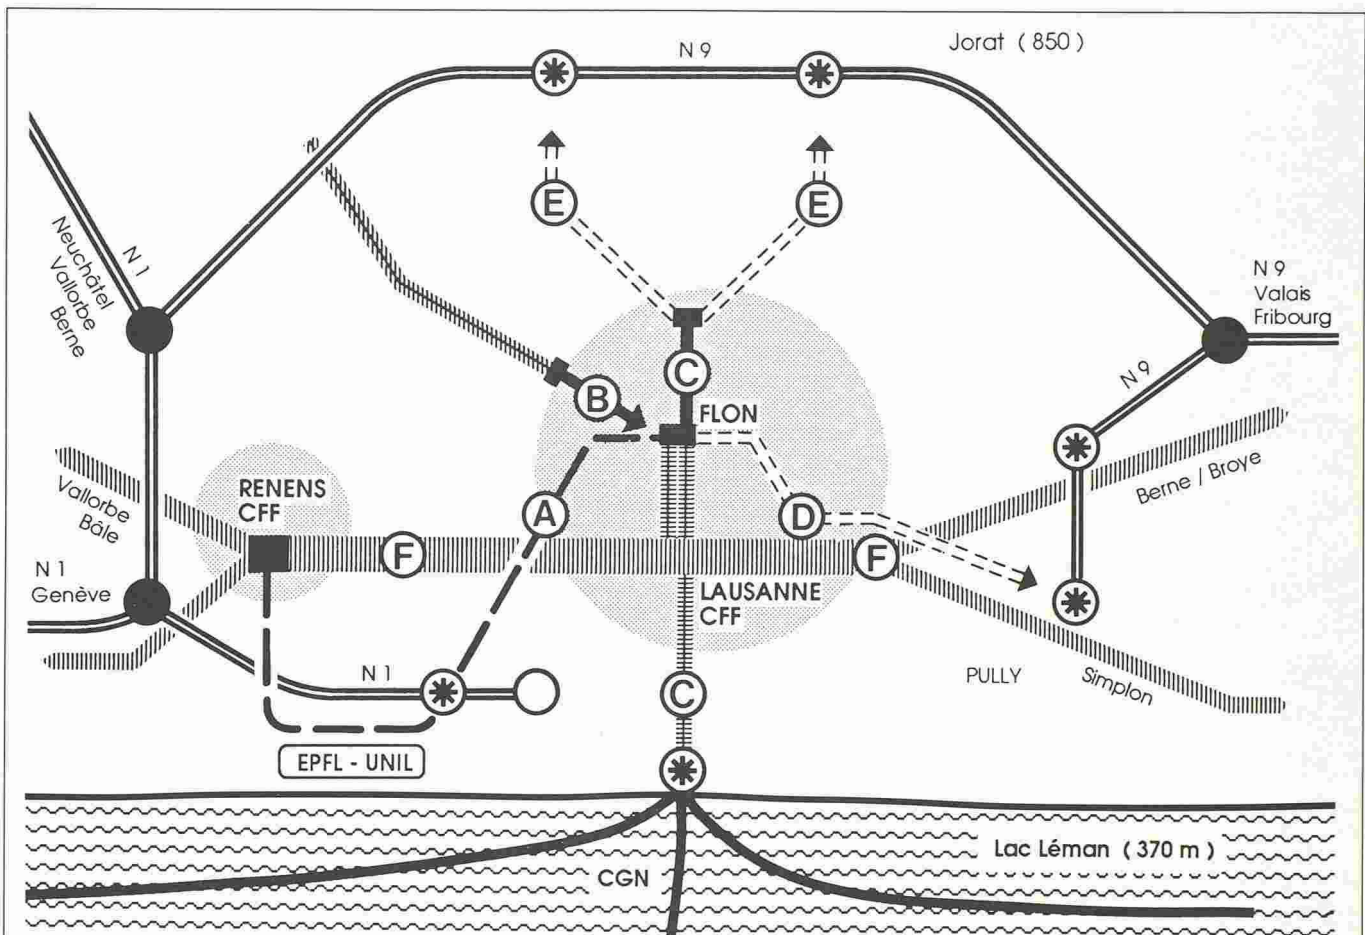 N 9
Jorat ( 850 )
E
E
N 1
Neuchâtel
Vallorbe
Berne
N 9
Valais
Fribourg
N 9
C
B
FLON
RENENS
CFF
A
D
Vallorbe
Bâle
Berne / Broye
F
F
N 1
Genève
LAUSANNE
CFF
N 1
C
PULLY
Simplon
EPFL - UNIL
Lac Léman ( 370 m )
CGN